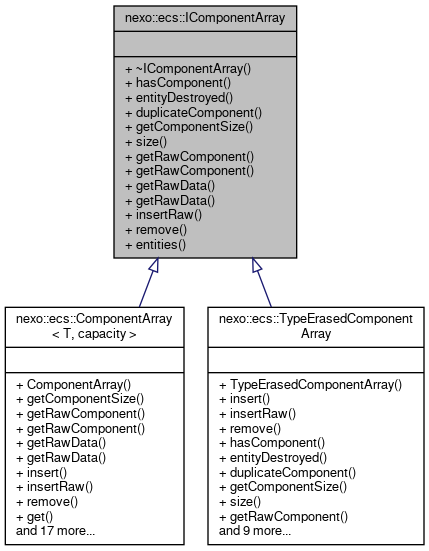 nexo::ecs::IComponentArray
+ ~IComponentArray()
+ hasComponent()
+ entityDestroyed()
+ duplicateComponent()
+ getComponentSize()
+ size()
+ getRawComponent()
+ getRawComponent()
+ getRawData()
+ getRawData()
+ insertRaw()
+ remove()
+ entities()
nexo::ecs::ComponentArray
< T, capacity >
+ ComponentArray()
+ getComponentSize()
+ getRawComponent()
+ getRawComponent()
+ getRawData()
+ getRawData()
+ insert()
+ insertRaw()
+ remove()
+ get()
and 17 more...
nexo::ecs::TypeErasedComponent
Array
+ TypeErasedComponentArray()
+ insert()
+ insertRaw()
+ remove()
+ hasComponent()
+ entityDestroyed()
+ duplicateComponent()
+ getComponentSize()
+ size()
+ getRawComponent()
and 9 more...